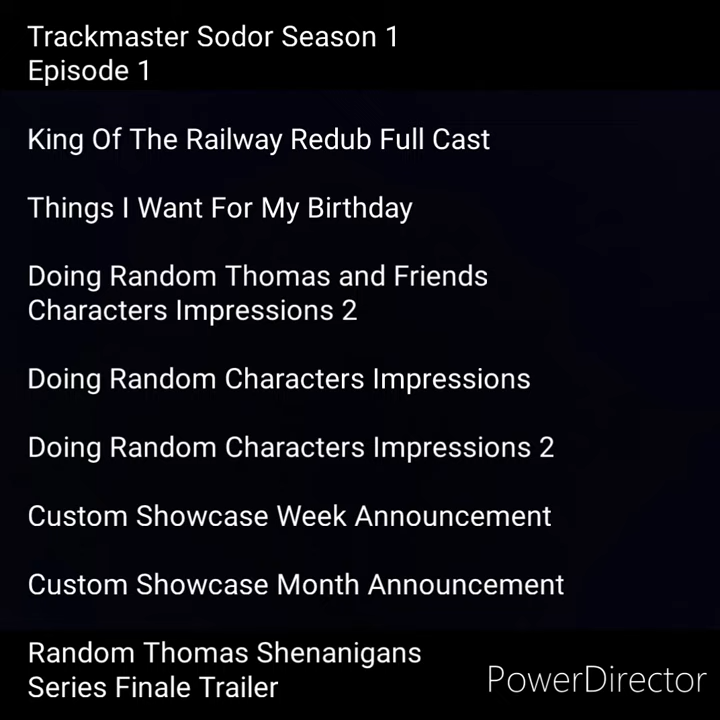 Trackmaster Sodor Season 1
Episode 1
King Of The Railway Redub Full Cast
Things I Want For My Birthday
Doing Random Thomas and Friends
Characters Impressions 2
Doing Random Characters Impressions
Doing Random Characters Impressions 2
Custom Showcase Week Announcement
Custom Showcase Month Announcement
Random Thomas Shenanigans
Series Finale Trailer
PowerDirector